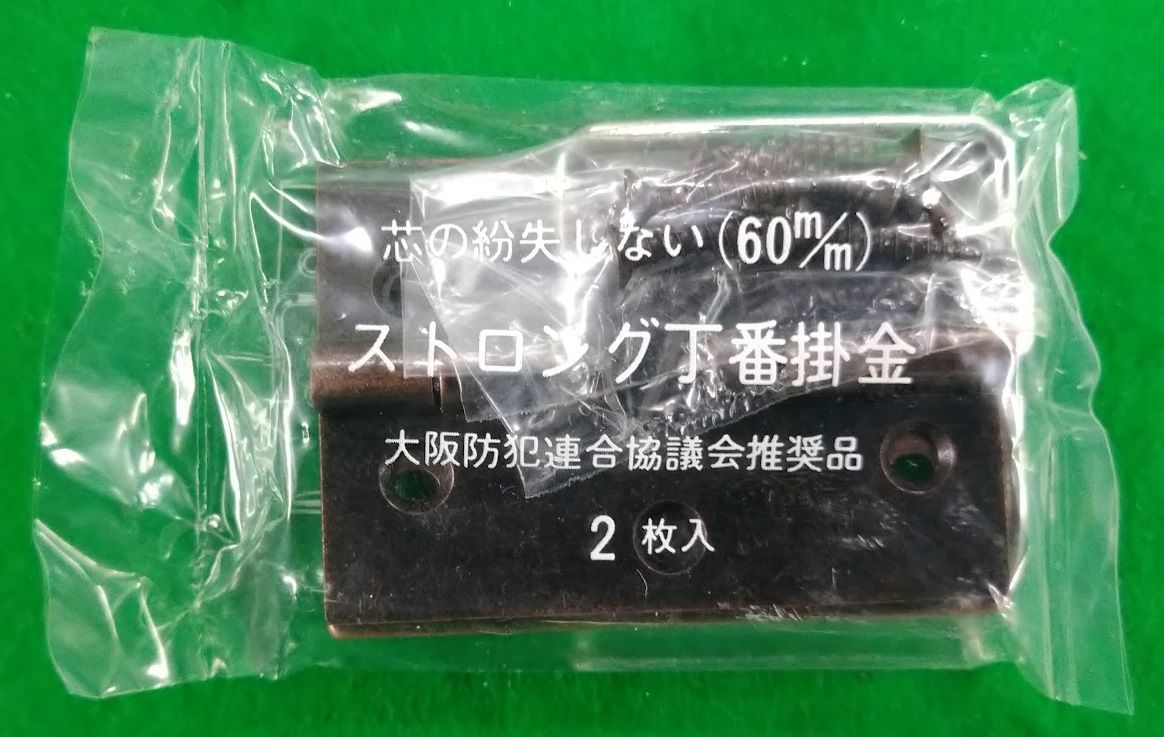 芯の紛失しない(60m/m)
ストロング丁番掛金
大阪防犯連合協議会推奨品
2枚入